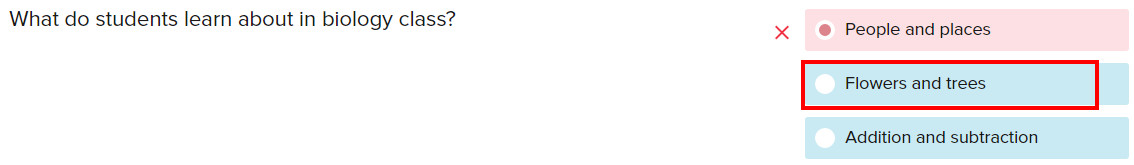 What do students learn about in biology class?
People and places
Flowers and trees
Addition and subtraction